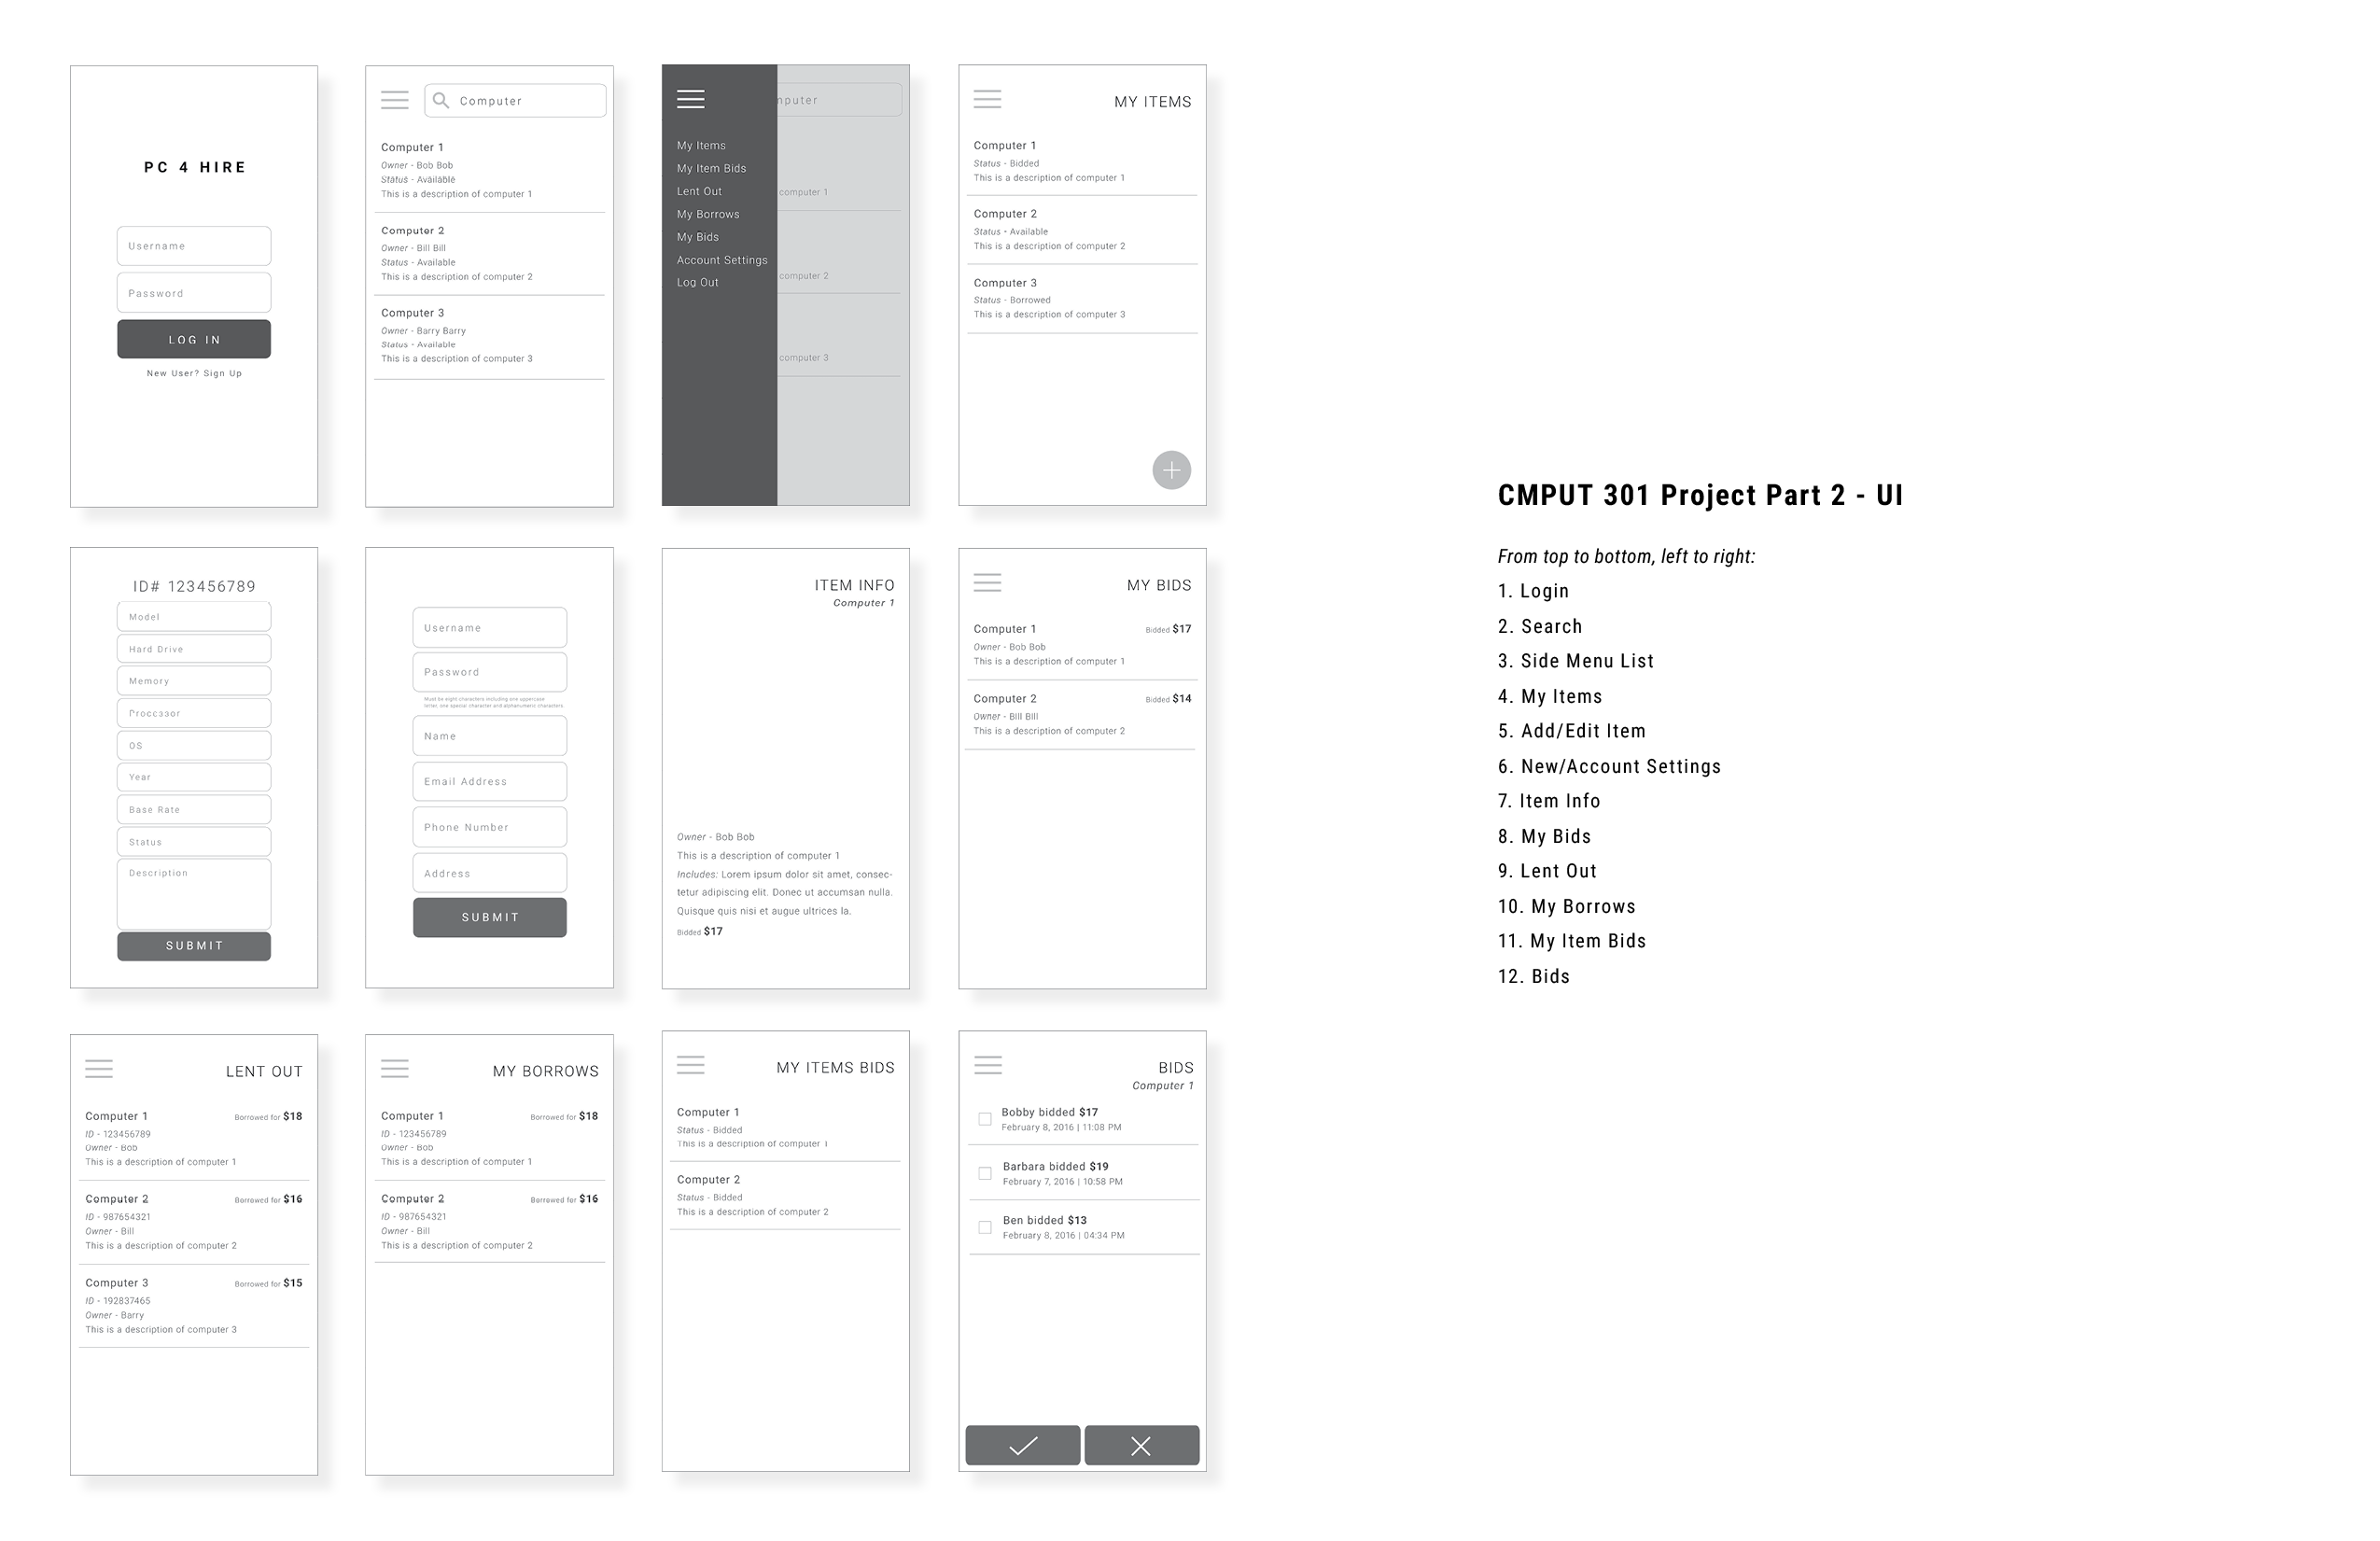 PC 4 HIRE
Username
Password
LOG IN
New User? Sign Up
Computer
Computer 1
Owner - Bob Bob
Status - Available
This is a description of computer 1
Computer 2
Owner - Bill Bill
Status - Available
This is a description of computer 2
Computer 3
Owner - Barry Barry
Status - Available
This is a description of computer 3
nputer
My Items
My Item Bids
Lent Out
computer 1
My Borrows
My Bids
Account Settings
computer 2
Log Out
computer 3
MY ITEMS
Computer 1
Status - Bidded
This is a description of computer 1
Computer 2
Status - Available
This is a description of computer 2
Computer 3
Status - Borrowed
This is a description of computer 3
ID# 123456789
Model
Hard Drive
Memory
Processor
OS
Year
Base Rate
Status
Description
SUBMIT
Username
Password
Must be eight characters including one uppercase
letter, one special character and alphanumeric characters
Name
Email Address
Phone Number
Address
SUBMIT
ITEM INFO
Computer 1
Owner - Bob Bob
This is a description of computer 1
Includes: Lorem ipsum dolor sit amet, consec-
tetur adipiscing elit. Donec ut accumsan nulla.
Quisque quis nisi et augue ultrices la.
Bidded $17
MY BIDS
Computer 1 Bidded $17
Owner - Bob Bob
This is a description of computer 1
Computer 2 Bidded $14
Owner - Bill Bill
This is a description of computer 2
LENT OUT
Computer 1 Borrowed for $18
ID - 123456789
Owner - Bob
This is a description of computer 1
Computer 2 Borrowed for $16
ID - 987654321
Owner - Bill
This is a description of computer 2
Computer 3 Borrowed for $15
ID - 192837465
Owner - Barry
This is a description of computer 3
MY BORROWS
Computer 1 Borrowed for $18
ID - 123456789
Owner - Bob
This is a description of computer 1
Computer 2 Borrowed for $16
ID - 987654321
Owner - Bill
This is a description of computer 2
MY ITEMS BIDS
Computer 1
Status - Bidded
This is a description of computer 1
Computer 2
Status - Bidded
This is a description of computer 2
BIDS
Computer 1
Bobby bidded $17
February 8, 2016 | 11:08 PM
Barbara bidded $19
February 7, 2016 | 10:58 PM
Ben bidded $13
February 8, 2016 | 04:34 PM
CMPUT 301 Project Part 2 - UI
From top to bottom, left to right:
1. Login
2. Search
3. Side Menu List
4. My Items
5. Add/Edit Item
6. New/Account Settings
7. Item Info
8. My Bids
9. Lent Out
10. My Borrows
11. My Item Bids
12. Bids